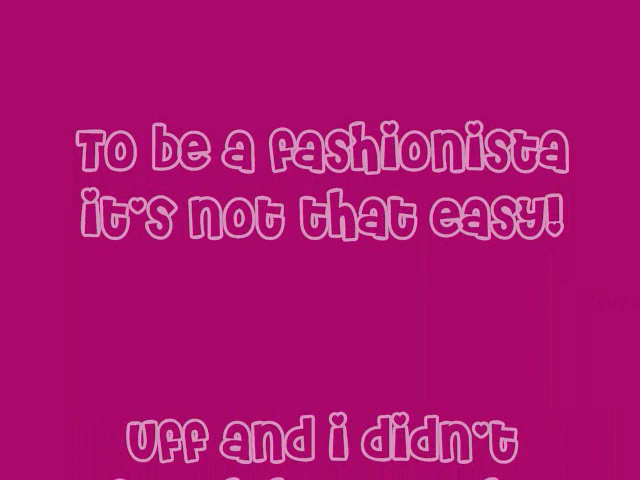 To be a fashionista
it's not that easy!
Uff and i didn't